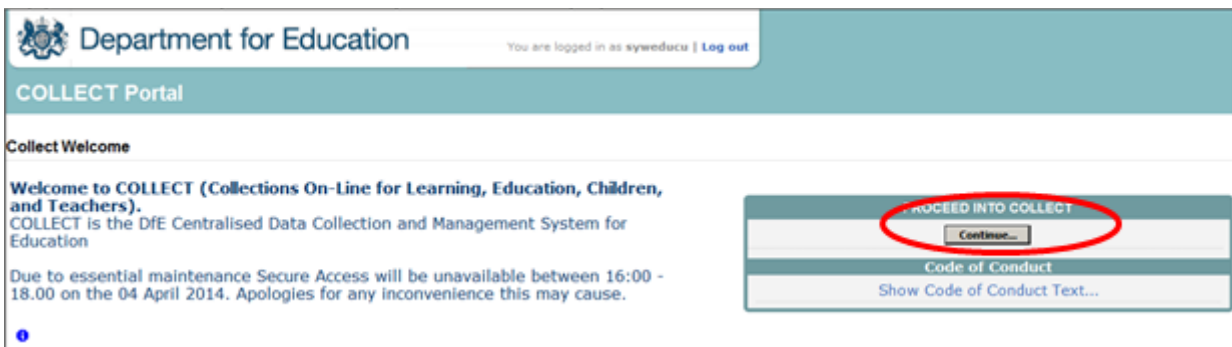 Department for Education
You are logged in as syweducu | Log out
COLLECT Portal
Collect Welcome
Welcome to COLLECT (Collections On-Line for Learning, Education, Children,
and Teachers).
COLLECT is the DfE Centralised Data Collection and Management System for
Education
Due to essential maintenance Secure Access will be unavailable between 16:00 -
18.00 on the 04 April 2014. Apologies for any inconvenience this may cause.
PROCEED INTO COLLECT
Continue...
Code of Conduct
Show Code of Conduct Text...